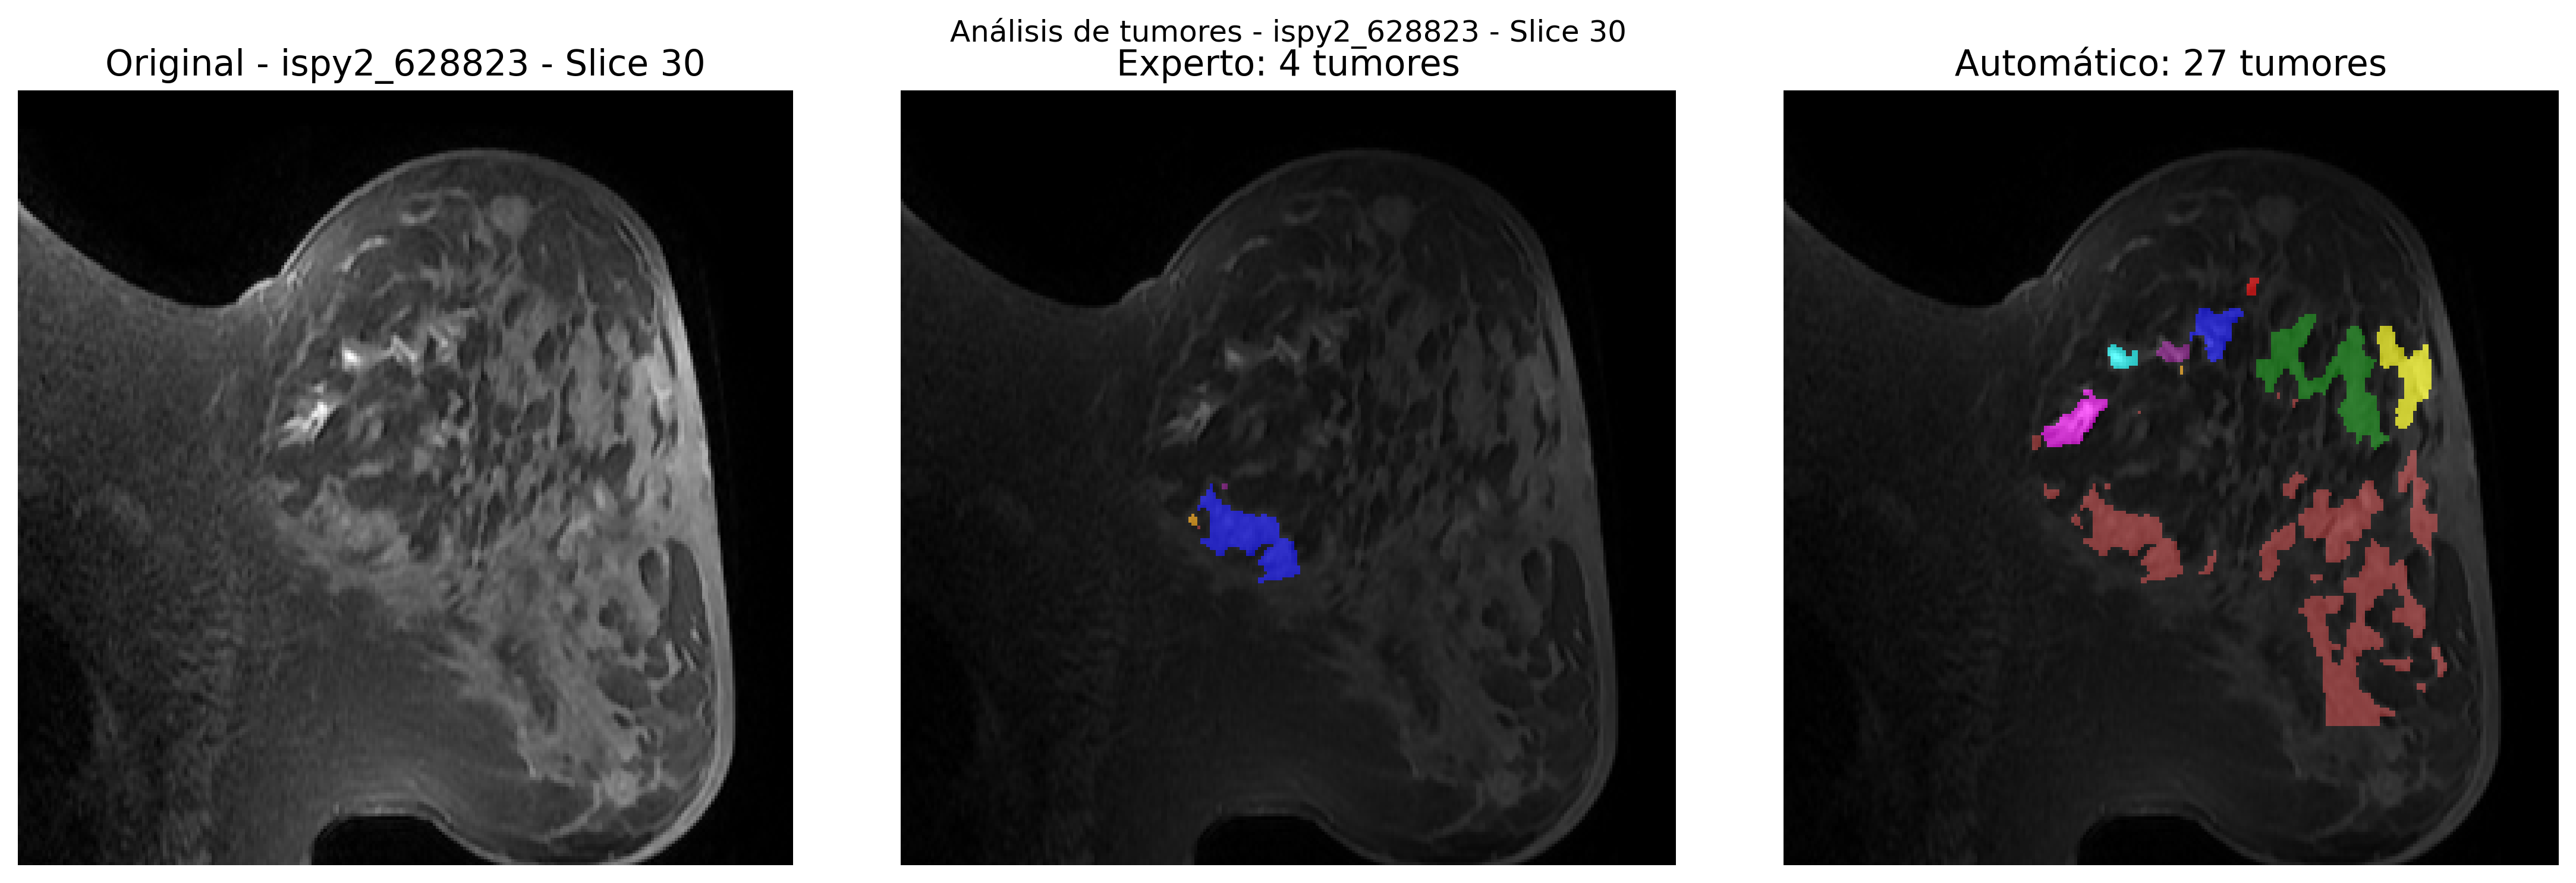 Análisis de tumores - ispy2_628823 - Slice 30
Original - ispy2_628823 - Slice 30
Experto: 4 tumores
Automático: 27 tumores